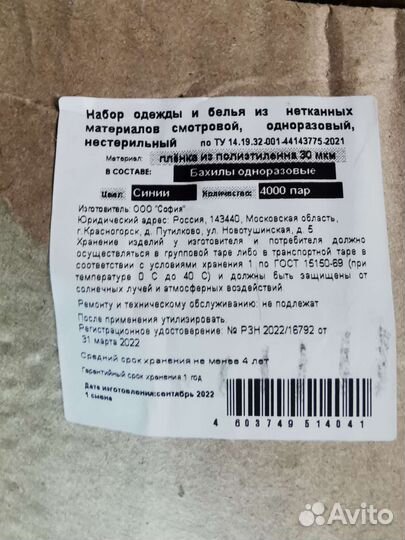 Набор одежды и белья из нетканных
материалов смотровой, одноразовый,
нестерильный по ТУ 14.19.32-001-44143775-2021
Материал: плёнка из полиэтиленна 30 мкм
В СОСТАВЕ: Бахилы одноразовые
Цвет: Синии Количество: 4000 пар
Изготовитель: ООО "София"
Юридический адрес: Россия, 143440, Московская область,
г.Красногорск, д. Путилково, ул. Новотушинская, д. 5
Хранение изделий у изготовителя и потребителя должно
осуществляться в групповой таре либо в транспортной таре в
соответствии с условиями хранения 1 по ГОСТ 15150-69 (при
температуре 0 С до 40 С) и должны быть защищены от
солнечных лучей и атмосферных воздействий
Ремонту и техническому обслуживанию: не подлежат
После применения утилизировать.
Регистрационное удостоверение: № РЗН 2022/16792 от
31 марта 2022
Средний срок хранения не менее 4 лет
Гарантийный срок хранения 1 год
Дата изготовления:сентябрь 2022
1 смена
4603749514041
Avito